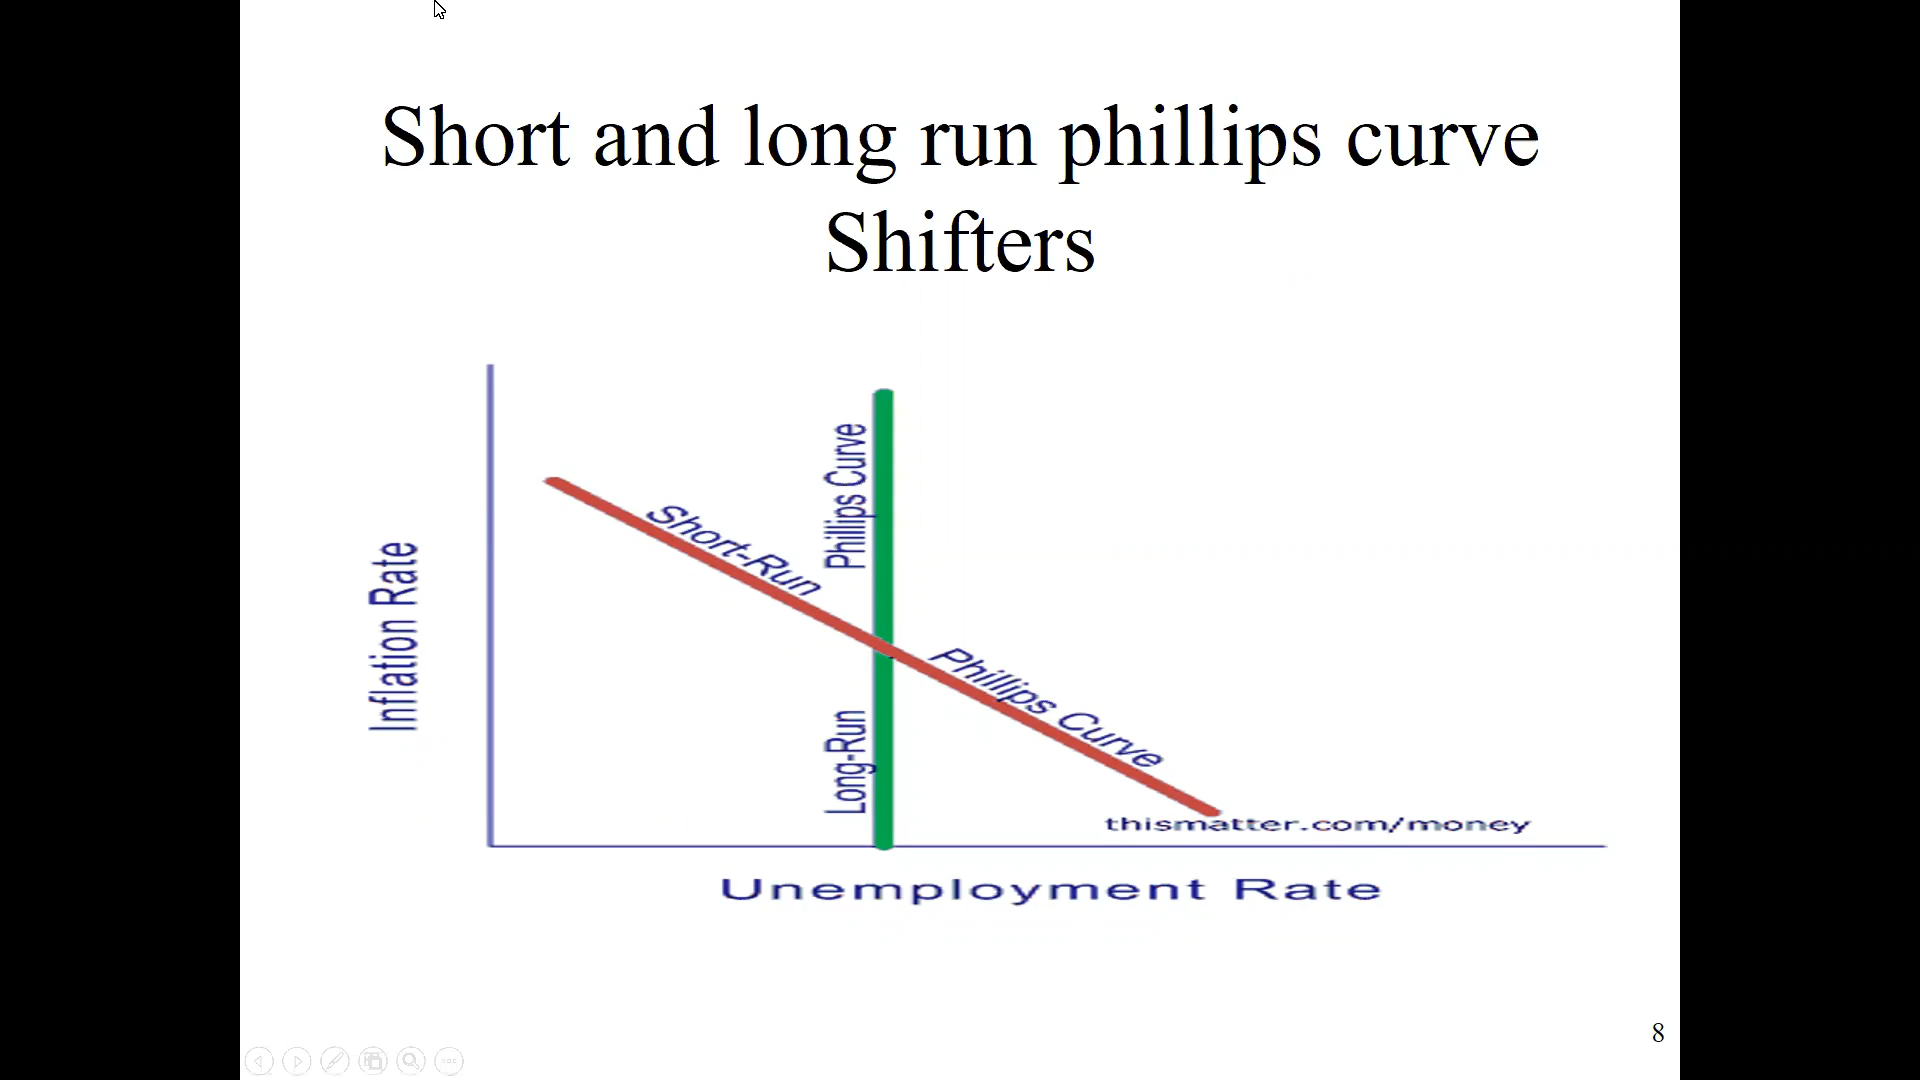 Short and long run phillips curve
Shifters
Inflation Rate
Short-Run
Phillips Curve
Long-Run
Phillips Curve
thismatter.com/money
Unemployment Rate
8